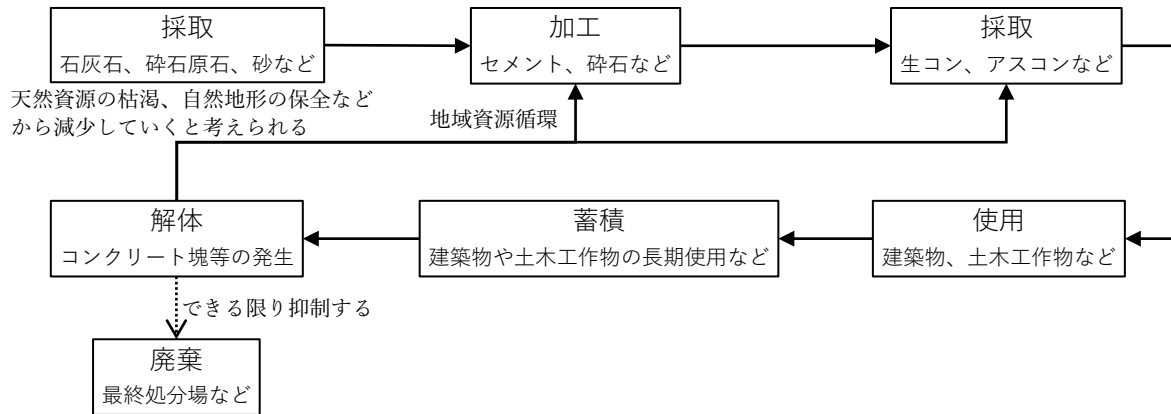 採取
石灰石、砕石原石、砂など
加工
セメント、砕石など
採取
生コン、アスコンなど
天然資源の枯渇、自然地形の保全など
から減少していくと考えられる
地域資源循環
解体
コンクリート塊等の発生
蓄積
建築物や土木工作物の長期使用など
使用
建築物、土木工作物など
できる限り抑制する
廃棄
最終処分場など